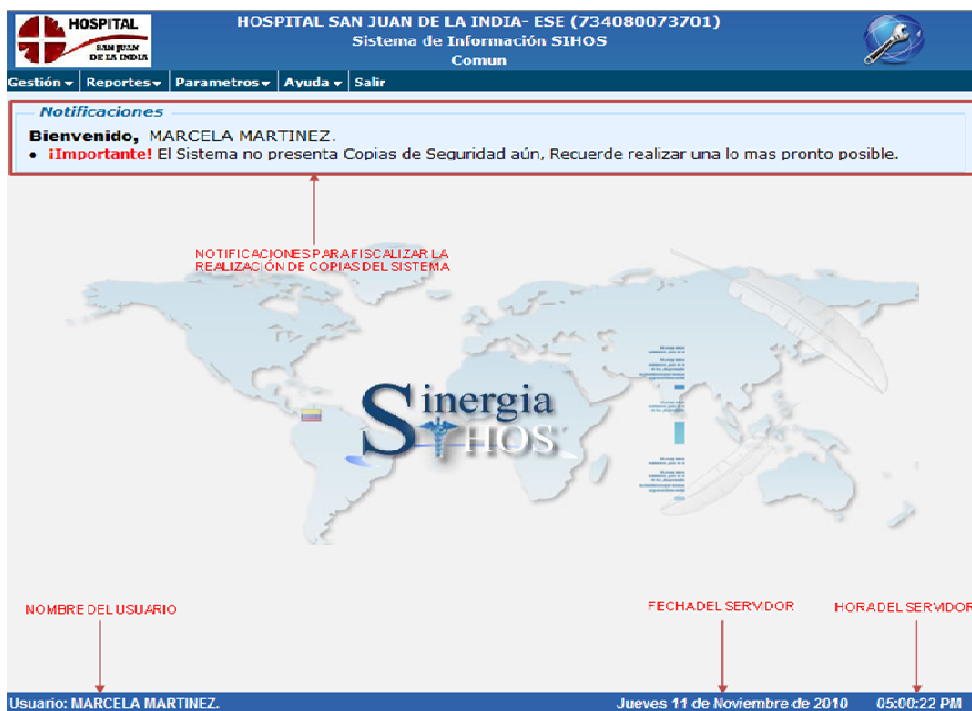 HOSPITAL
SAN JUAN
DE LA INDIA
HOSPITAL SAN JUAN DE LA INDIA- ESE (734080073701)
Sistema de Información SIHOS
Comun
Gestión
Reportes
Parametros
Ayuda
Salir
Notificaciones
Bienvenido, MARCELA MARTINEZ.
• ¡Importante! El Sistema no presenta Copias de Seguridad aún, Recuerde realizar una lo mas pronto posible.
NOTIFICACIONES PARA FISCALIZAR LA
REALIZACIÓN DE COPIAS DEL SISTEMA
Sinergia
SIHOS
NOMBRE DEL USUARIO
FECHA DEL SERVIDOR
HORA DEL SERVIDOR
Usuario: MARCELA MARTINEZ.
Jueves 11 de Noviembre de 2010
05:00:22 PM